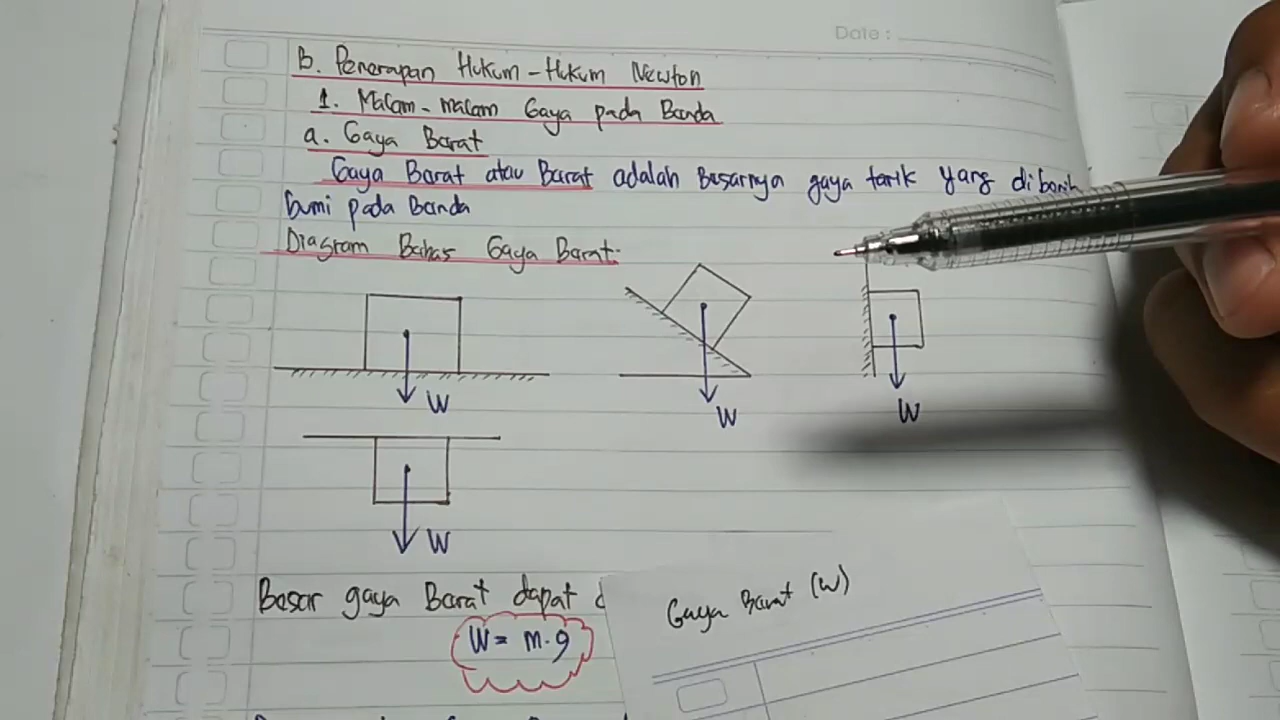 Date :
B. Penerapan Hukum-Hukum Newton
1. Macam-macam Gaya pada Benda
a. Gaya Berat
Gaya Berat atau Berat adalah Besarnya gaya tarik yang
bumi pada Benda
Diagram Bebas Gaya Berat:
W
W
W
W
Besar gaya Berat dapat
W = m.g
Gaya Berat (w)